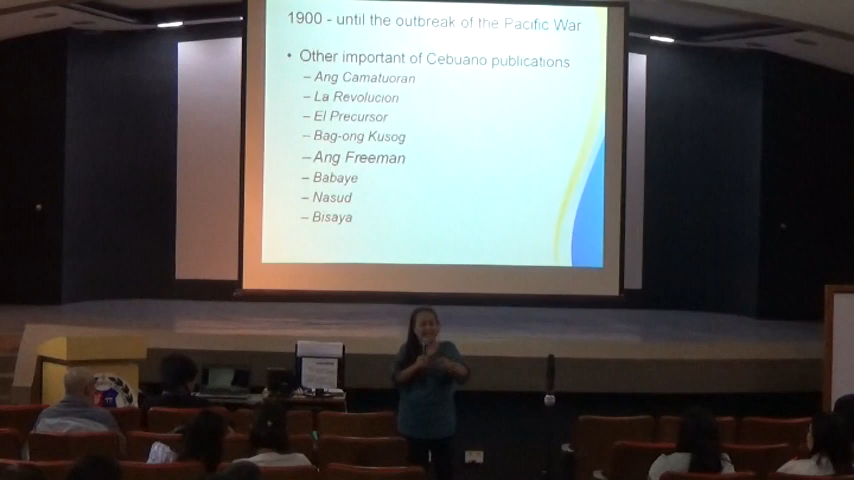 1900 - until the outbreak of the Pacific War
• Other important of Cebuano publications
– Ang Camatuoran
– La Revolucion
– El Precursor
– Bag-ong Kusog
– Ang Freeman
– Babaye
– Nasud
– Bisaya